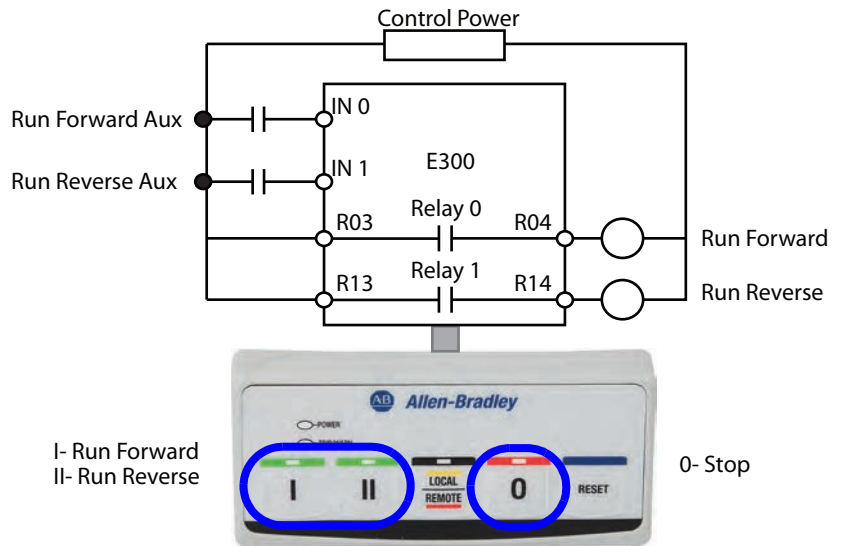 Control Power
Run Forward Aux
IN 0
Run Reverse Aux
IN 1
E300
Relay 0
R03
R04
Run Forward
Relay 1
R13
R14
Run Reverse
AB Allen-Bradley
POWER
I- Run Forward
II- Run Reverse
I
II
LOCAL
REMOTE
0
RESET
0- Stop